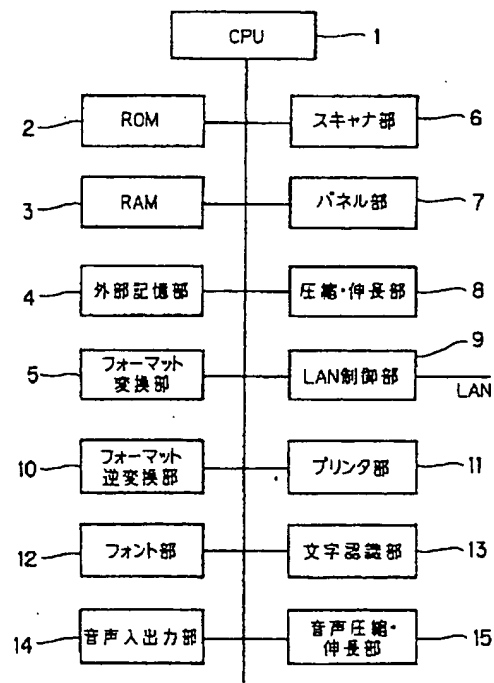 CPU
1
2
ROM
スキャナ部
6
3
RAM
パネル部
7
4
外部記憶部
圧縮・伸長部
8
5
フォーマット
変換部
LAN制御部
9
LAN
10
フォーマット
逆変換部
プリンタ部
11
12
フォント部
文字認識部
13
14
音声入出力部
音声圧縮・
伸長部
15